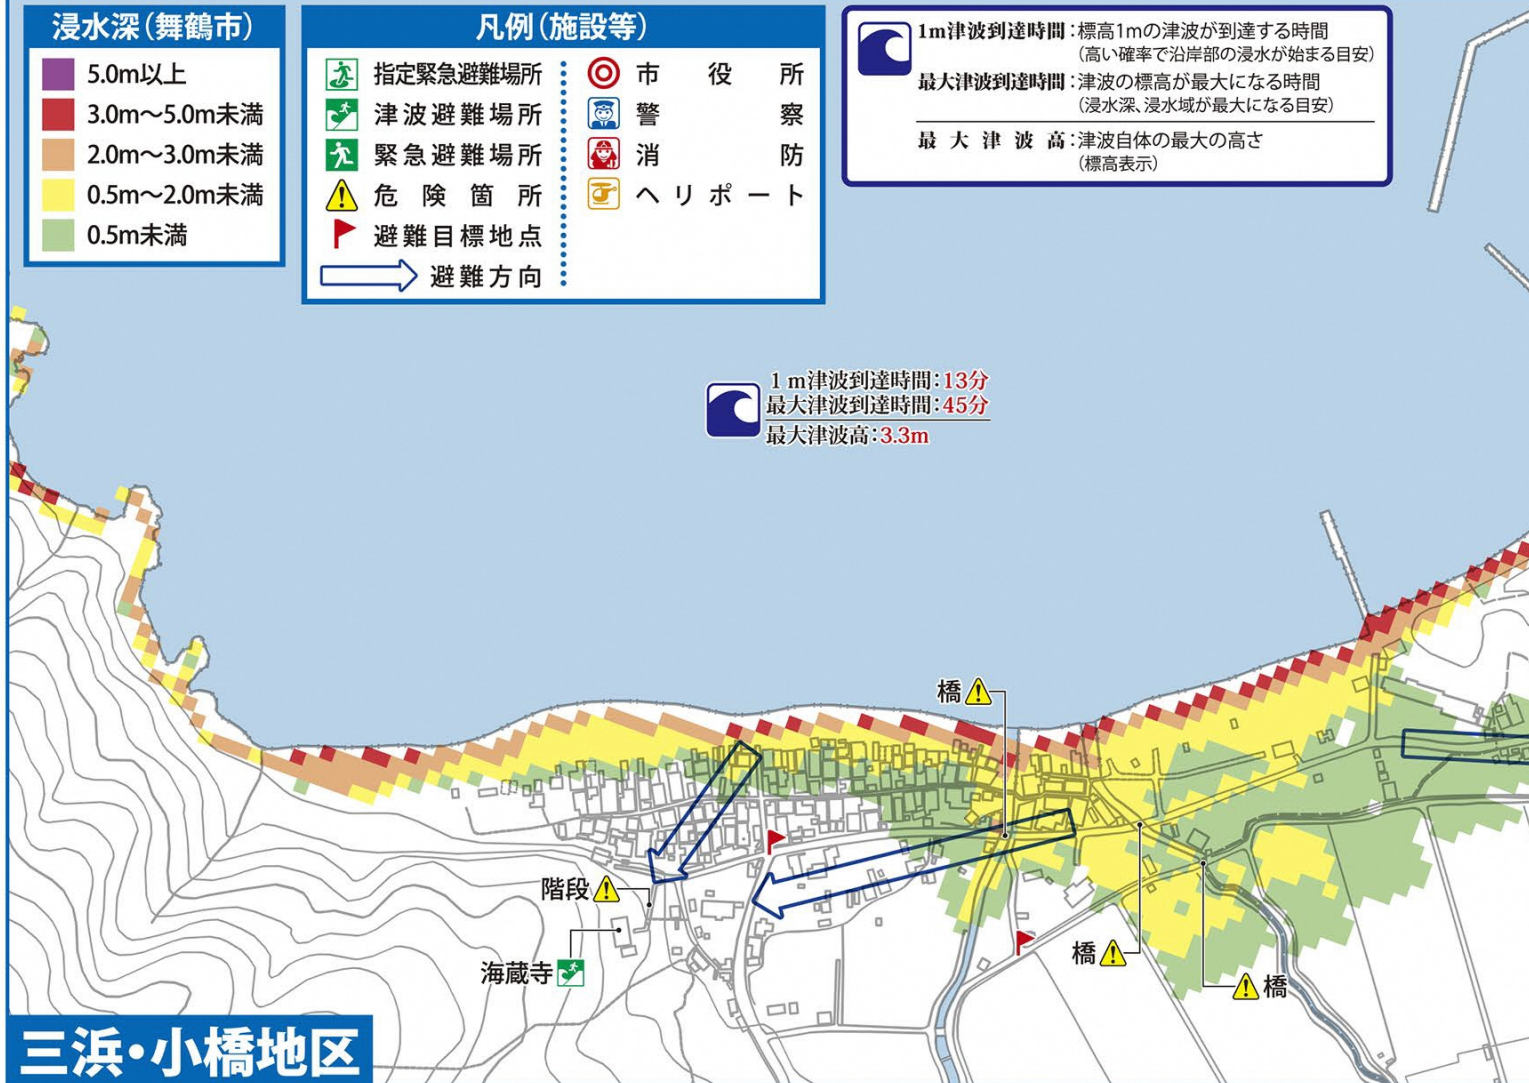 浸水深(舞鶴市)
5.0m以上
3.0m～5.0m未満
2.0m～3.0m未満
0.5m～2.0m未満
0.5m未満
凡例(施設等)
指定緊急避難場所
津波避難場所
緊急避難場所
危険箇所
避難目標地点
避難方向
市役所
警察
消防
ヘリポート
1m津波到達時間：標高1mの津波が到達する時間
(高い確率で沿岸部の浸水が始まる目安)
最大津波到達時間：津波の標高が最大になる時間
(浸水深、浸水域が最大になる目安)
最大津波高：津波自体の最大の高さ
(標高表示)
1m津波到達時間：13分
最大津波到達時間：45分
最大津波高：3.3m
橋
階段
海蔵寺
橋
橋
三浜・小橋地区